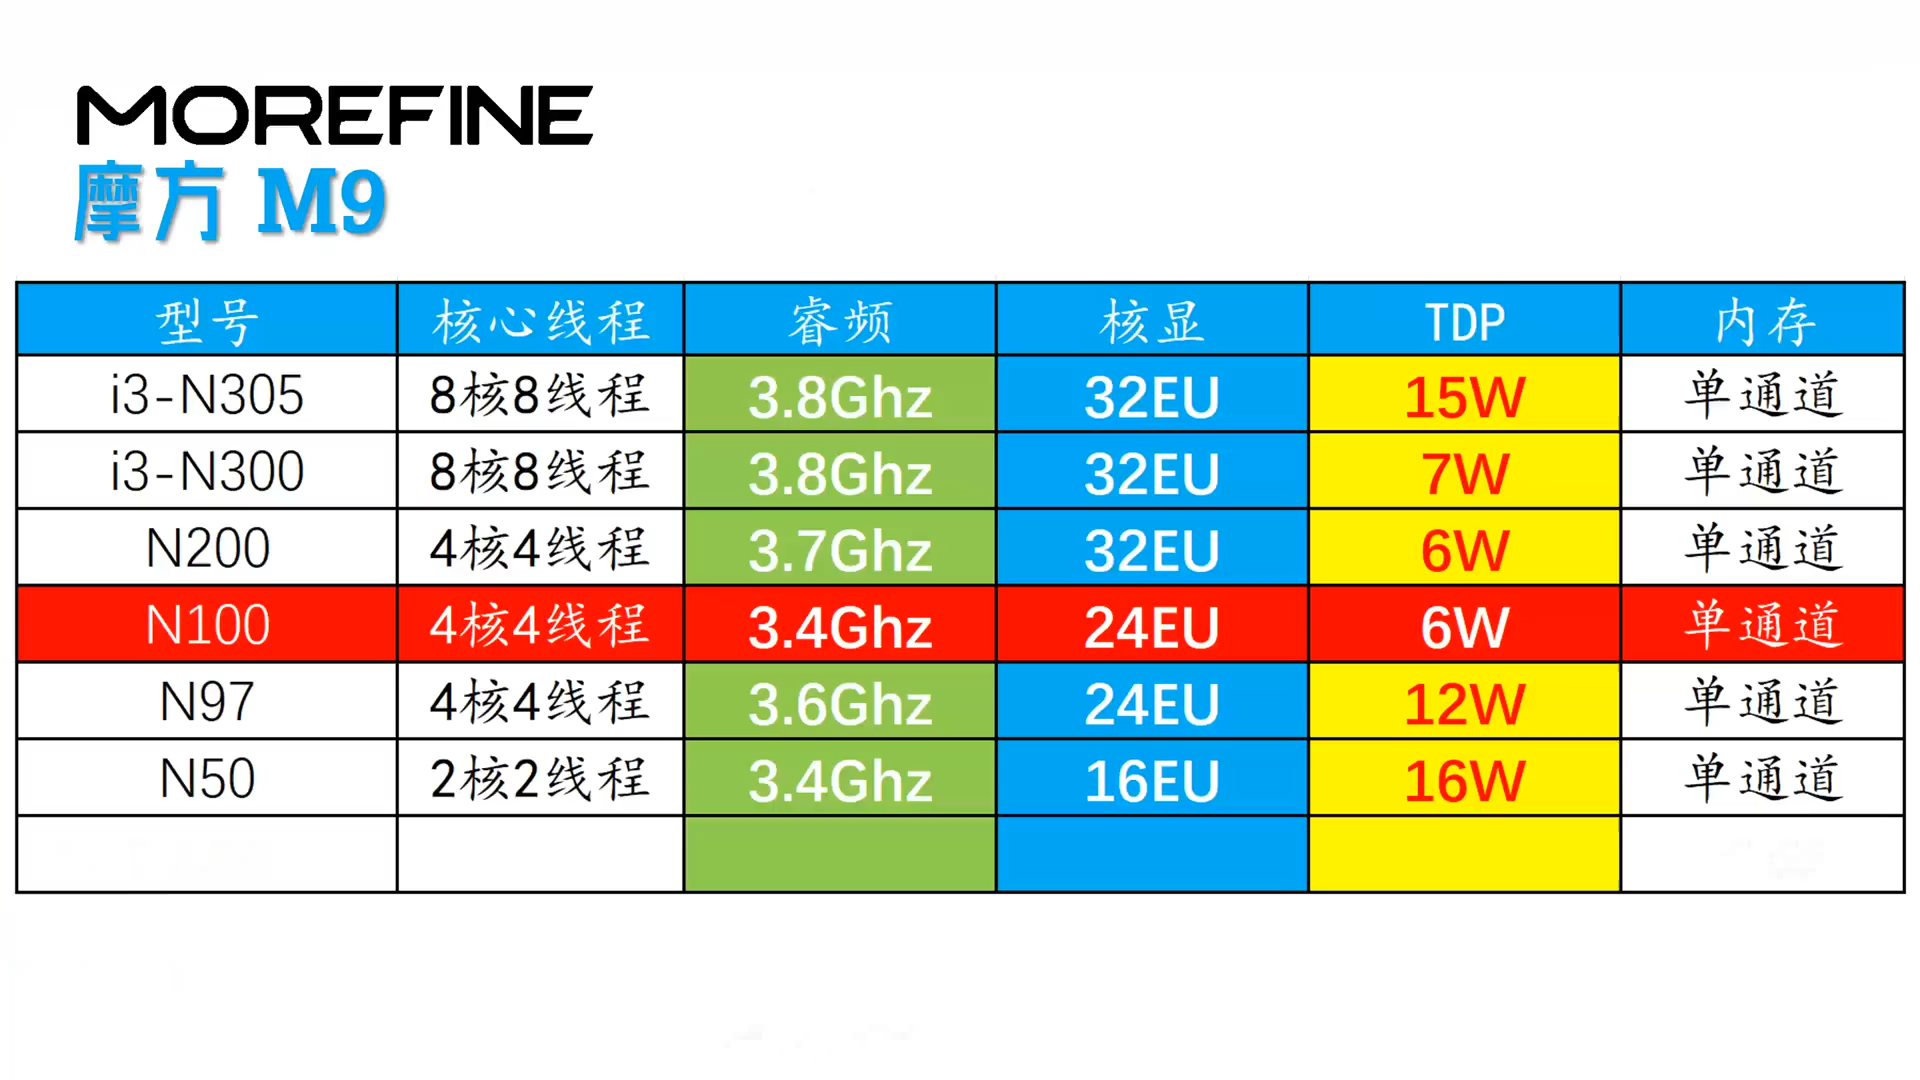 MOREFINE
摩方 M9
型号 核心线程 睿频 核显 TDP 内存
i3-N305 8核8线程 3.8Ghz 32EU 15W 单通道
i3-N300 8核8线程 3.8Ghz 32EU 7W 单通道
N200 4核4线程 3.7Ghz 32EU 6W 单通道
N100 4核4线程 3.4Ghz 24EU 6W 单通道
N97 4核4线程 3.6Ghz 24EU 12W 单通道
N50 2核2线程 3.4Ghz 16EU 16W 单通道